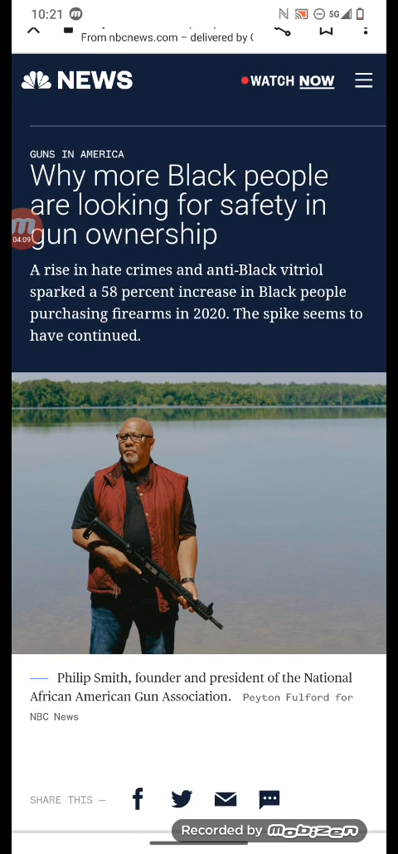 10:21
5G
From nbcnews.com – delivered by G
NEWS
WATCH NOW
GUNS IN AMERICA
Why more Black people
are looking for safety in
gun ownership
04:09
A rise in hate crimes and anti-Black vitriol
sparked a 58 percent increase in Black people
purchasing firearms in 2020. The spike seems to
have continued.
Philip Smith, founder and president of the National
African American Gun Association. Peyton Fulford for
NBC News
SHARE THIS —
Recorded by mobizen